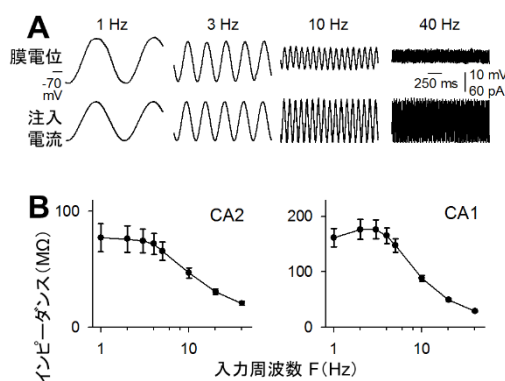 A
1 Hz
3 Hz
10 Hz
40 Hz
膜電位
-70
mV
250 ms
10 mV
60 pA
注入
電流
B
インピーダンス(MΩ)
100
0
CA2
1
10
200
100
0
CA1
1
10
入力周波数 F(Hz)